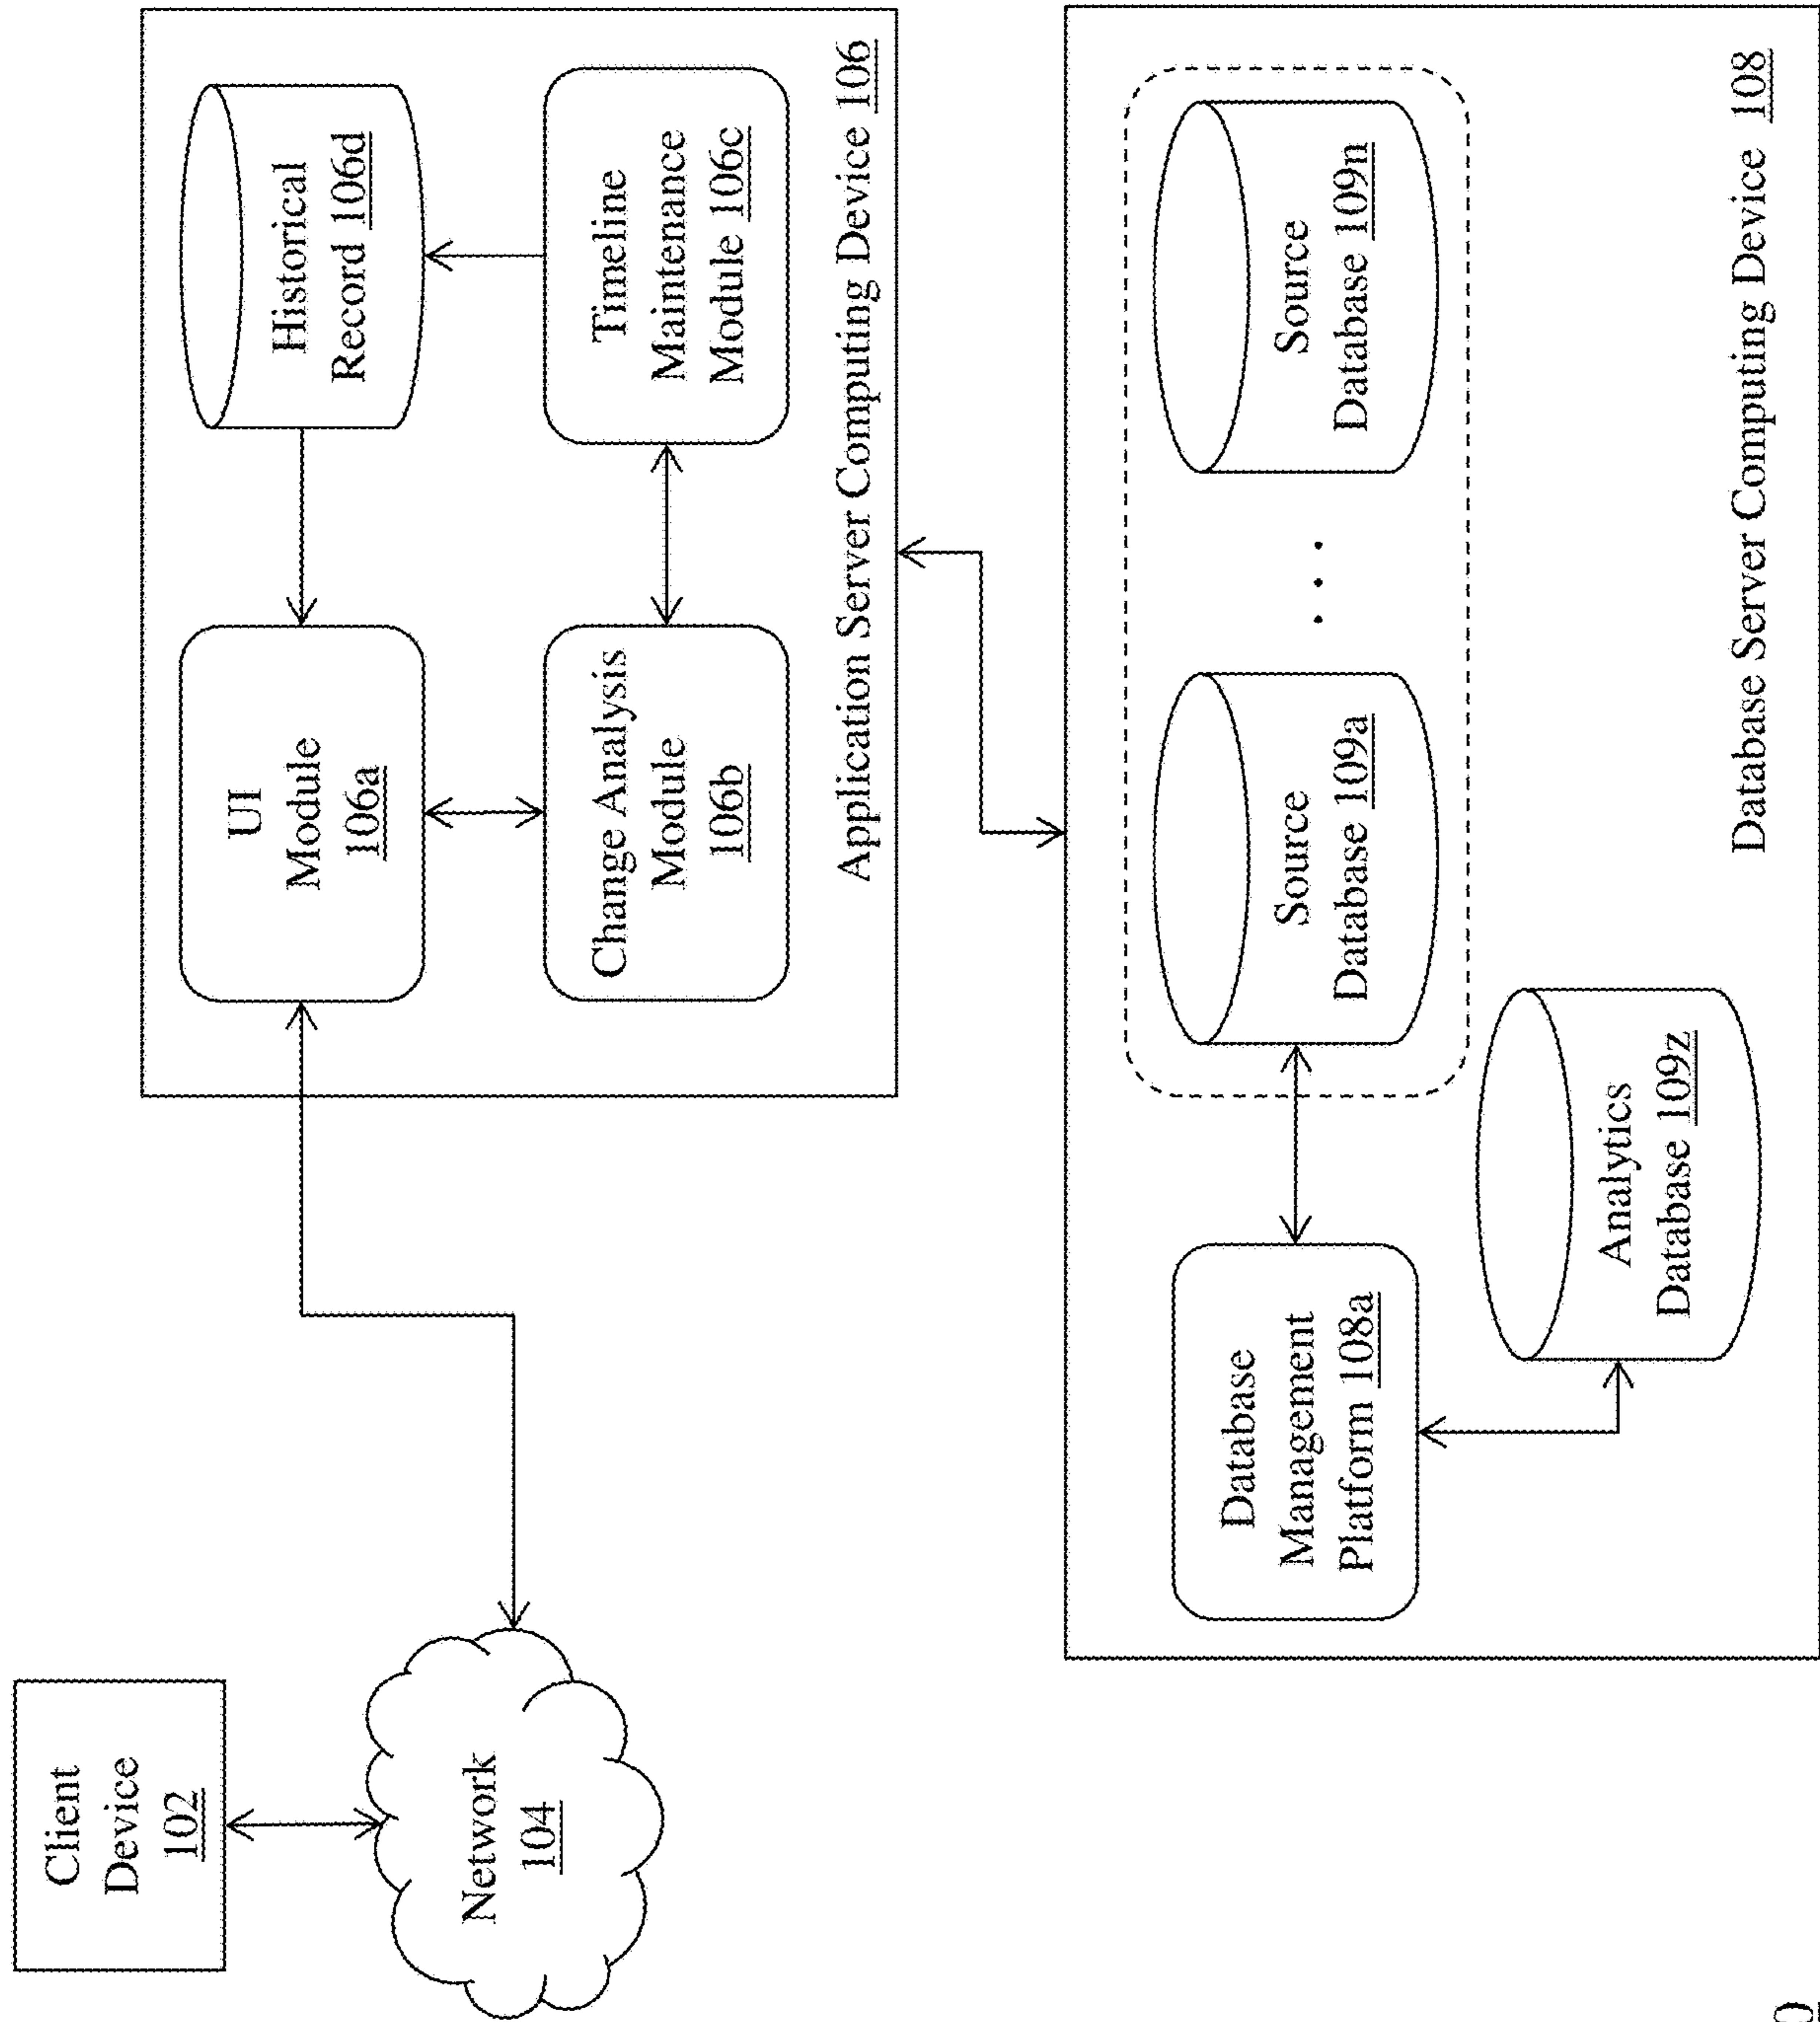 Client
Device
102
Network
104
UI
Module
106a
Historical
Record 106d
Change Analysis
Module
106b
Timeline
Maintenance
Module 106c
Application Server Computing Device 106
Database
Management
Platform 108a
Source
Database 109a
. . .
Source
Database 109n
Analytics
Database 109z
Database Server Computing Device 108